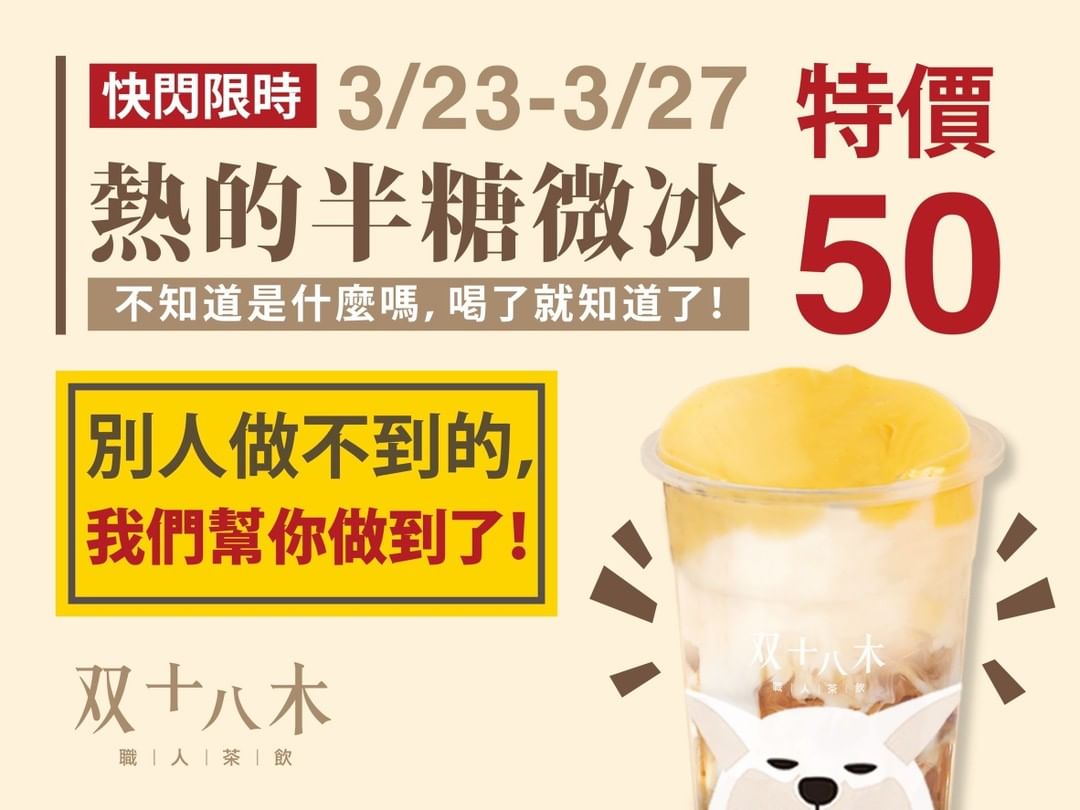 快閃限時 3/23-3/27
熱的半糖微冰
不知道是什麼嗎, 喝了就知道了!
特價
50
別人做不到的,
我們幫你做到了!
双十八木
職|人|茶|飲
双十八木
職|人|茶|飲